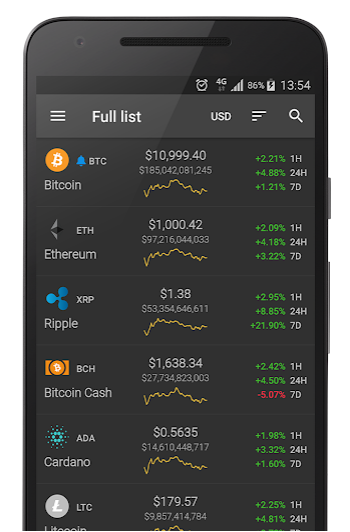 4G 86% 13:54
Full list USD
BTC $10,999.40 +2.21% 1H
$185,042,081,245 +4.88% 24H
Bitcoin +1.21% 7D
ETH $1,000.42 +2.09% 1H
$97,216,044,033 +4.18% 24H
Ethereum +3.22% 7D
XRP $1.38 +2.95% 1H
$53,354,646,611 +8.85% 24H
Ripple +21.90% 7D
BCH $1,638.34 +2.42% 1H
$27,734,823,003 +4.50% 24H
Bitcoin Cash -5.07% 7D
ADA $0.5635 +1.98% 1H
$14,610,448,717 +3.32% 24H
Cardano +1.60% 7D
LTC $179.57 +2.25% 1H
$9,857,414,784 +4.81% 24H
Litecoin 7D